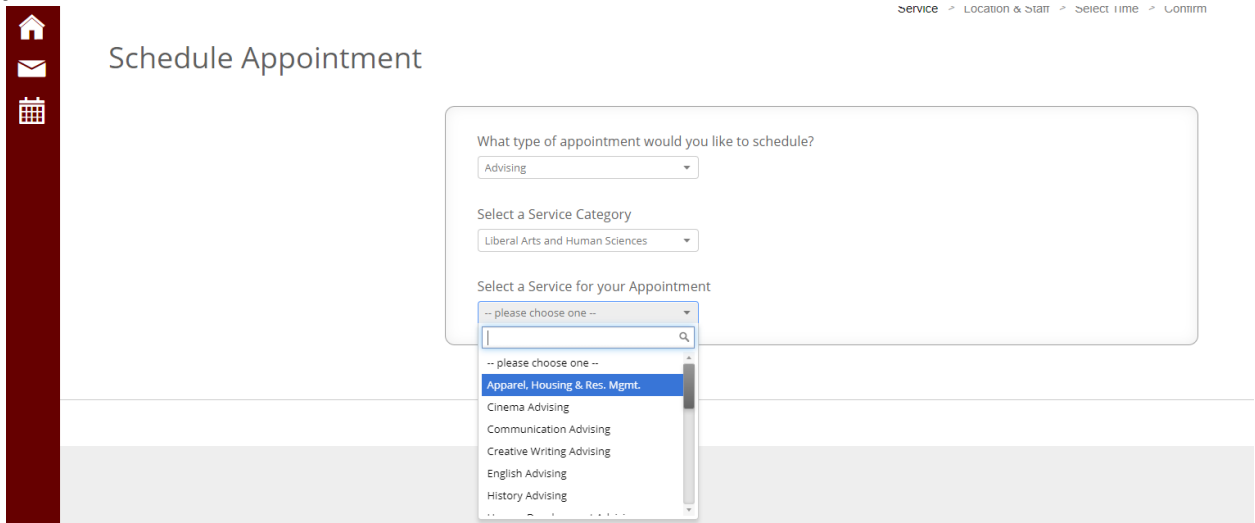 Service > Location & Staff > Select Time > Confirm
Schedule Appointment
What type of appointment would you like to schedule?
Advising
Select a Service Category
Liberal Arts and Human Sciences
Select a Service for your Appointment
-- please choose one --
-- please choose one --
Apparel, Housing & Res. Mgmt.
Cinema Advising
Communication Advising
Creative Writing Advising
English Advising
History Advising